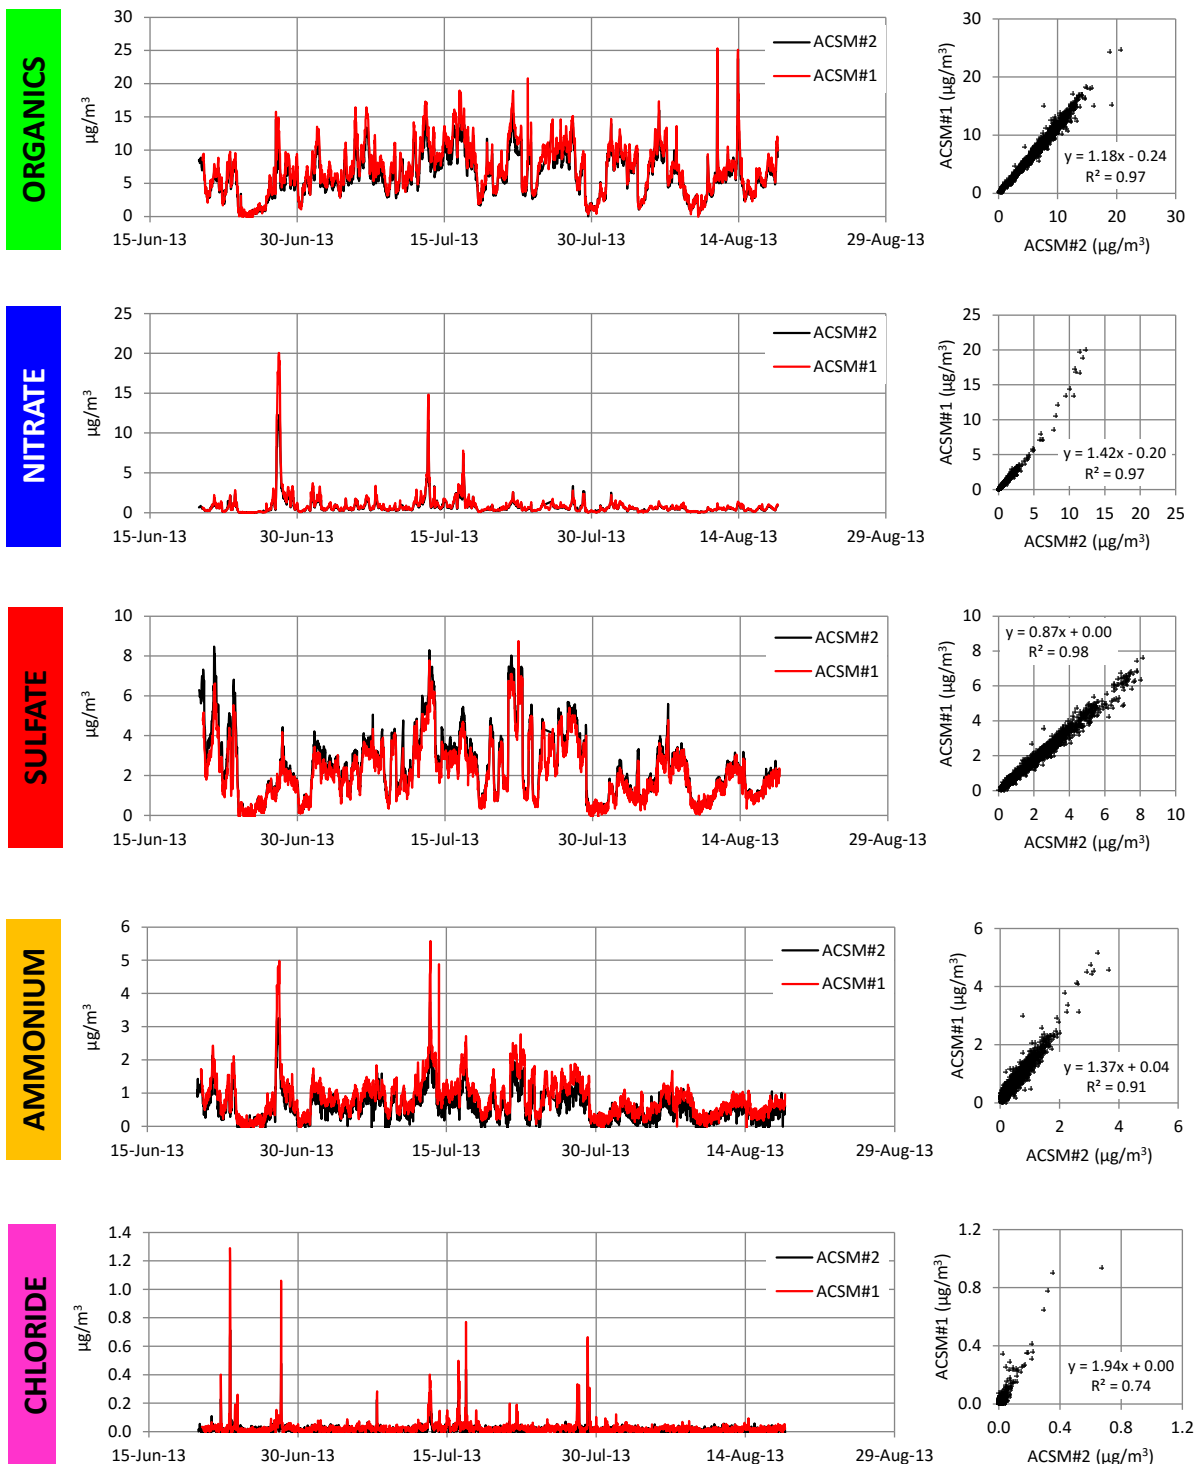 ORGANICS
30
25
20
15
10
5
0
µg/m³
15-Jun-13 30-Jun-13 15-Jul-13 30-Jul-13 14-Aug-13 29-Aug-13
ACSM#2
ACSM#1
ACSM#1 (µg/m³)
30
20
10
0
y = 1.18x - 0.24
R² = 0.97
0 10 20 30
ACSM#2 (µg/m³)
NITRATE
25
20
15
10
5
0
µg/m³
15-Jun-13 30-Jun-13 15-Jul-13 30-Jul-13 14-Aug-13 29-Aug-13
ACSM#2
ACSM#1
ACSM#1 (µg/m³)
25
20
15
10
5
0
y = 1.42x - 0.20
R² = 0.97
0 5 10 15 20 25
ACSM#2 (µg/m³)
SULFATE
10
8
6
4
2
0
µg/m³
15-Jun-13 30-Jun-13 15-Jul-13 30-Jul-13 14-Aug-13 29-Aug-13
ACSM#2
ACSM#1
ACSM#1 (µg/m³)
10
8
6
4
2
0
y = 0.87x + 0.00
R² = 0.98
0 2 4 6 8 10
ACSM#2 (µg/m³)
AMMONIUM
6
5
4
3
2
1
0
µg/m³
15-Jun-13 30-Jun-13 15-Jul-13 30-Jul-13 14-Aug-13 29-Aug-13
ACSM#2
ACSM#1
ACSM#1 (µg/m³)
6
4
2
0
y = 1.37x + 0.04
R² = 0.91
0 2 4 6
ACSM#2 (µg/m³)
CHLORIDE
1.4
1.2
1.0
0.8
0.6
0.4
0.2
0.0
µg/m³
15-Jun-13 30-Jun-13 15-Jul-13 30-Jul-13 14-Aug-13 29-Aug-13
ACSM#2
ACSM#1
ACSM#1 (µg/m³)
1.2
0.8
0.4
0.0
y = 1.94x + 0.00
R² = 0.74
0.0 0.4 0.8 1.2
ACSM#2 (µg/m³)